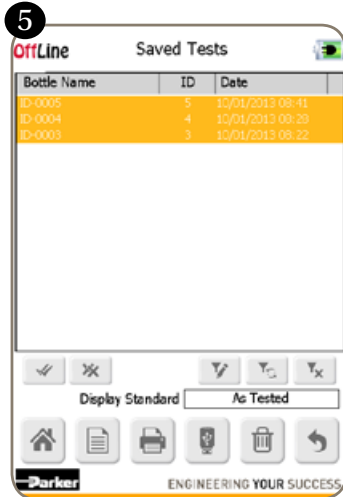 5
OffLine Saved Tests
Bottle Name ID Date
ID-0005 5 10/01/2013 08:41
ID-0004 4 10/01/2013 08:28
ID-0003 3 10/01/2013 08:22
Display Standard As Tested
Parker ENGINEERING YOUR SUCCESS